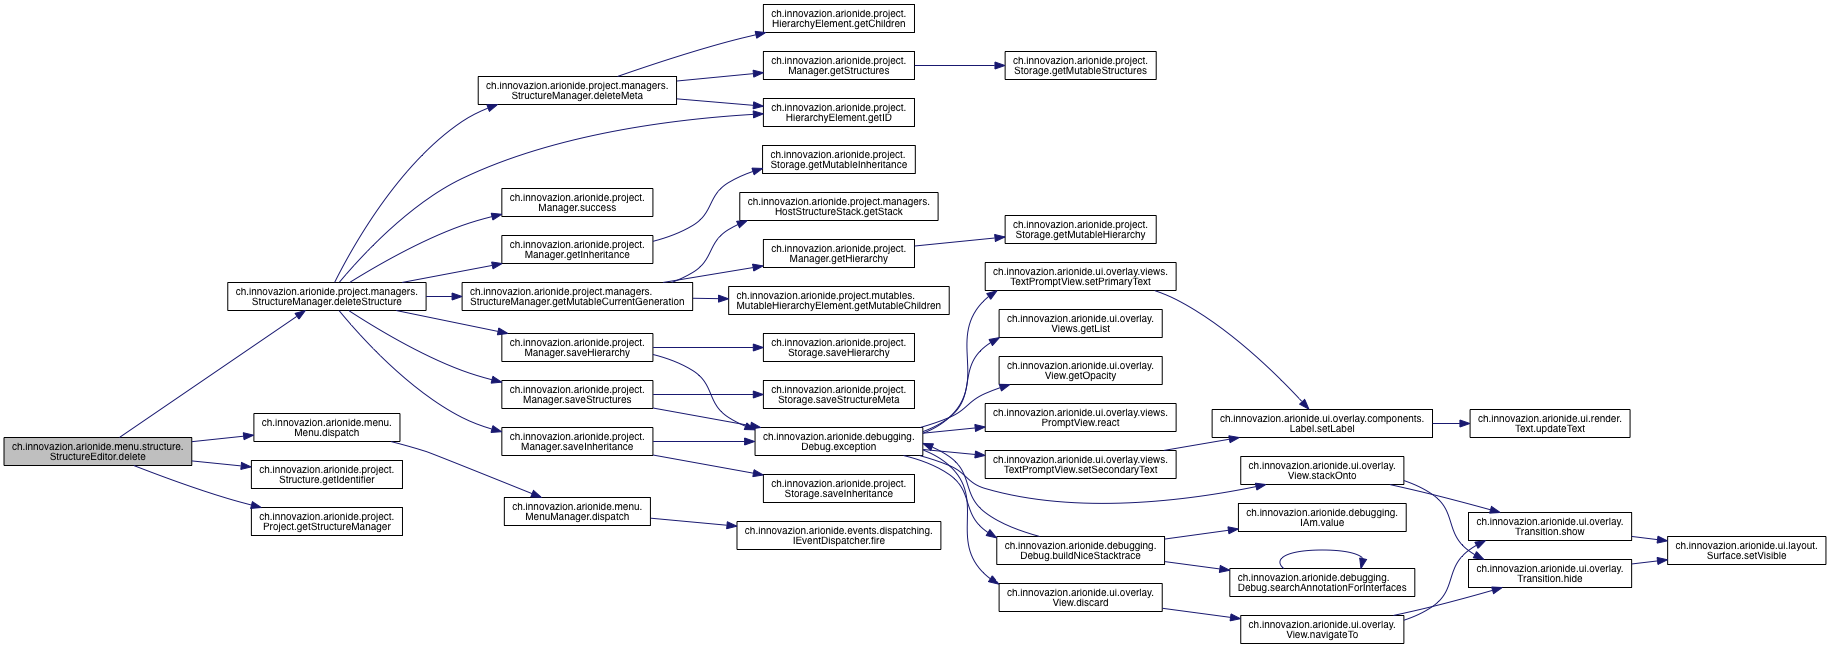 ch.innovazion.arionide.menu.structure.
StructureEditor.delete
ch.innovazion.arionide.project.managers.
StructureManager.deleteStructure
ch.innovazion.arionide.menu.
Menu.dispatch
ch.innovazion.arionide.project.
Structure.getIdentifier
ch.innovazion.arionide.project.
Project.getStructureManager
ch.innovazion.arionide.project.managers.
StructureManager.deleteMeta
ch.innovazion.arionide.project.
Manager.success
ch.innovazion.arionide.project.
Manager.getInheritance
ch.innovazion.arionide.project.managers.
StructureManager.getMutableCurrentGeneration
ch.innovazion.arionide.project.
Manager.saveHierarchy
ch.innovazion.arionide.project.
Manager.saveStructures
ch.innovazion.arionide.project.
Manager.saveInheritance
ch.innovazion.arionide.menu.
MenuManager.dispatch
ch.innovazion.arionide.project.
HierarchyElement.getChildren
ch.innovazion.arionide.project.
Manager.getStructures
ch.innovazion.arionide.project.
HierarchyElement.getID
ch.innovazion.arionide.project.
Storage.getMutableInheritance
ch.innovazion.arionide.project.managers.
HostStructureStack.getStack
ch.innovazion.arionide.project.
Manager.getHierarchy
ch.innovazion.arionide.project.mutables.
MutableHierarchyElement.getMutableChildren
ch.innovazion.arionide.project.
Storage.saveHierarchy
ch.innovazion.arionide.project.
Storage.saveStructureMeta
ch.innovazion.arionide.debugging.
Debug.exception
ch.innovazion.arionide.project.
Storage.saveInheritance
ch.innovazion.arionide.events.dispatching.
IEventDispatcher.fire
ch.innovazion.arionide.project.
Storage.getMutableStructures
ch.innovazion.arionide.project.
Storage.getMutableHierarchy
ch.innovazion.arionide.ui.overlay.views.
TextPromptView.setPrimaryText
ch.innovazion.arionide.ui.overlay.
Views.getList
ch.innovazion.arionide.ui.overlay.
View.getOpacity
ch.innovazion.arionide.ui.overlay.views.
PromptView.react
ch.innovazion.arionide.ui.overlay.views.
TextPromptView.setSecondaryText
ch.innovazion.arionide.debugging.
Debug.buildNiceStacktrace
ch.innovazion.arionide.ui.overlay.
View.discard
ch.innovazion.arionide.ui.overlay.components.
Label.setLabel
ch.innovazion.arionide.ui.overlay.
View.stackOnto
ch.innovazion.arionide.debugging.
IAm.value
ch.innovazion.arionide.debugging.
Debug.searchAnnotationForInterfaces
ch.innovazion.arionide.ui.overlay.
View.navigateTo
ch.innovazion.arionide.ui.render.
Text.updateText
ch.innovazion.arionide.ui.overlay.
Transition.show
ch.innovazion.arionide.ui.overlay.
Transition.hide
ch.innovazion.arionide.ui.layout.
Surface.setVisible